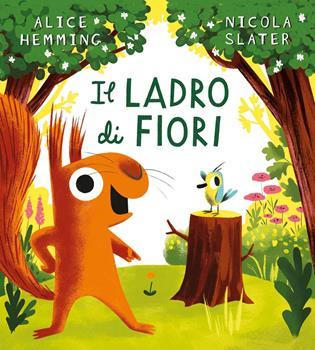 ALICE HEMMING
NICOLA SLATER
Il LADRO
di FIORI